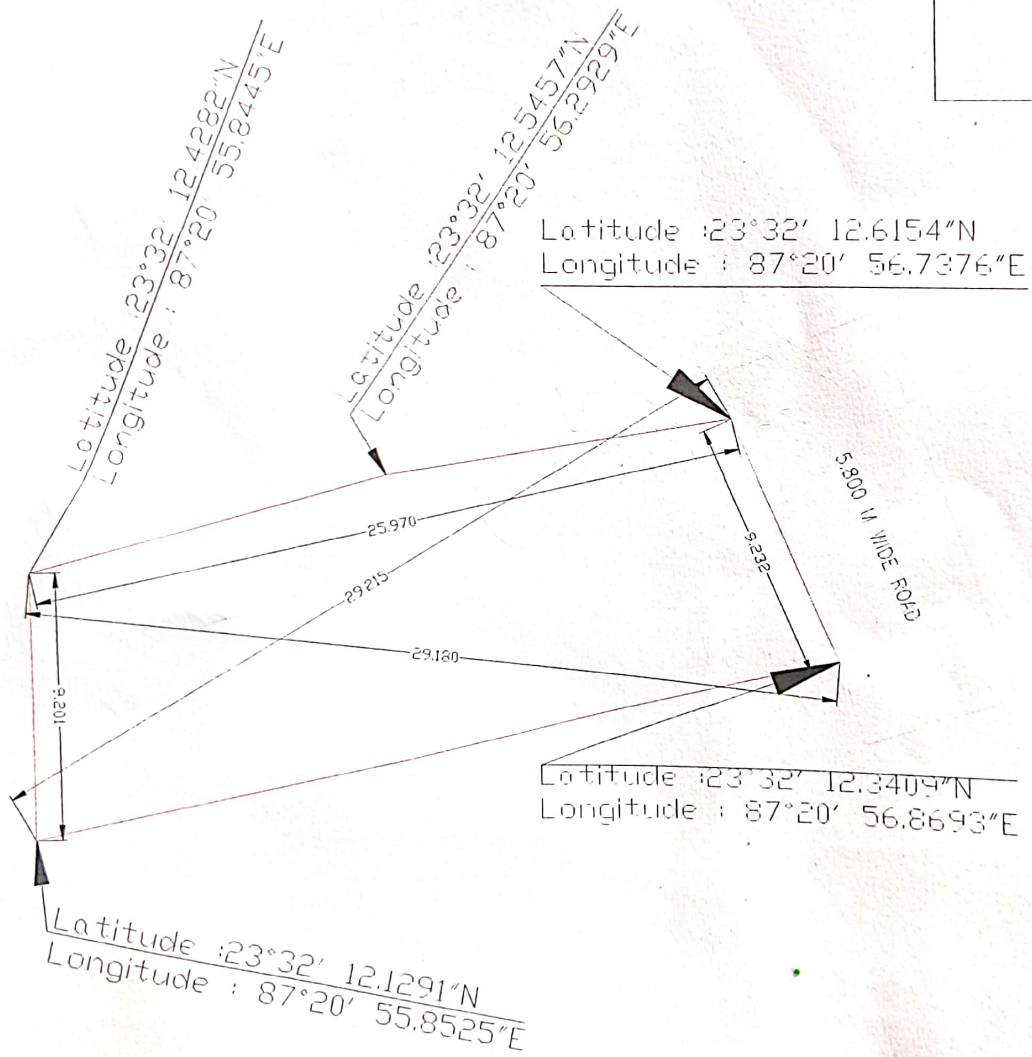 Latitude :23°32' 12.4282"N
Longitude : 87°20' 55.8445"E
Latitude :23°32' 12.5457"N
Longitude : 87°20' 56.2929"E
Latitude :23°32' 12.6154"N
Longitude : 87°20' 56.7376"E
5.800 M WIDE ROAD
25.970
9.232
29.215
29.180
9.201
Latitude :23°32' 12.3409"N
Longitude : 87°20' 56.8693"E
Latitude :23°32' 12.1291"N
Longitude : 87°20' 55.8525"E